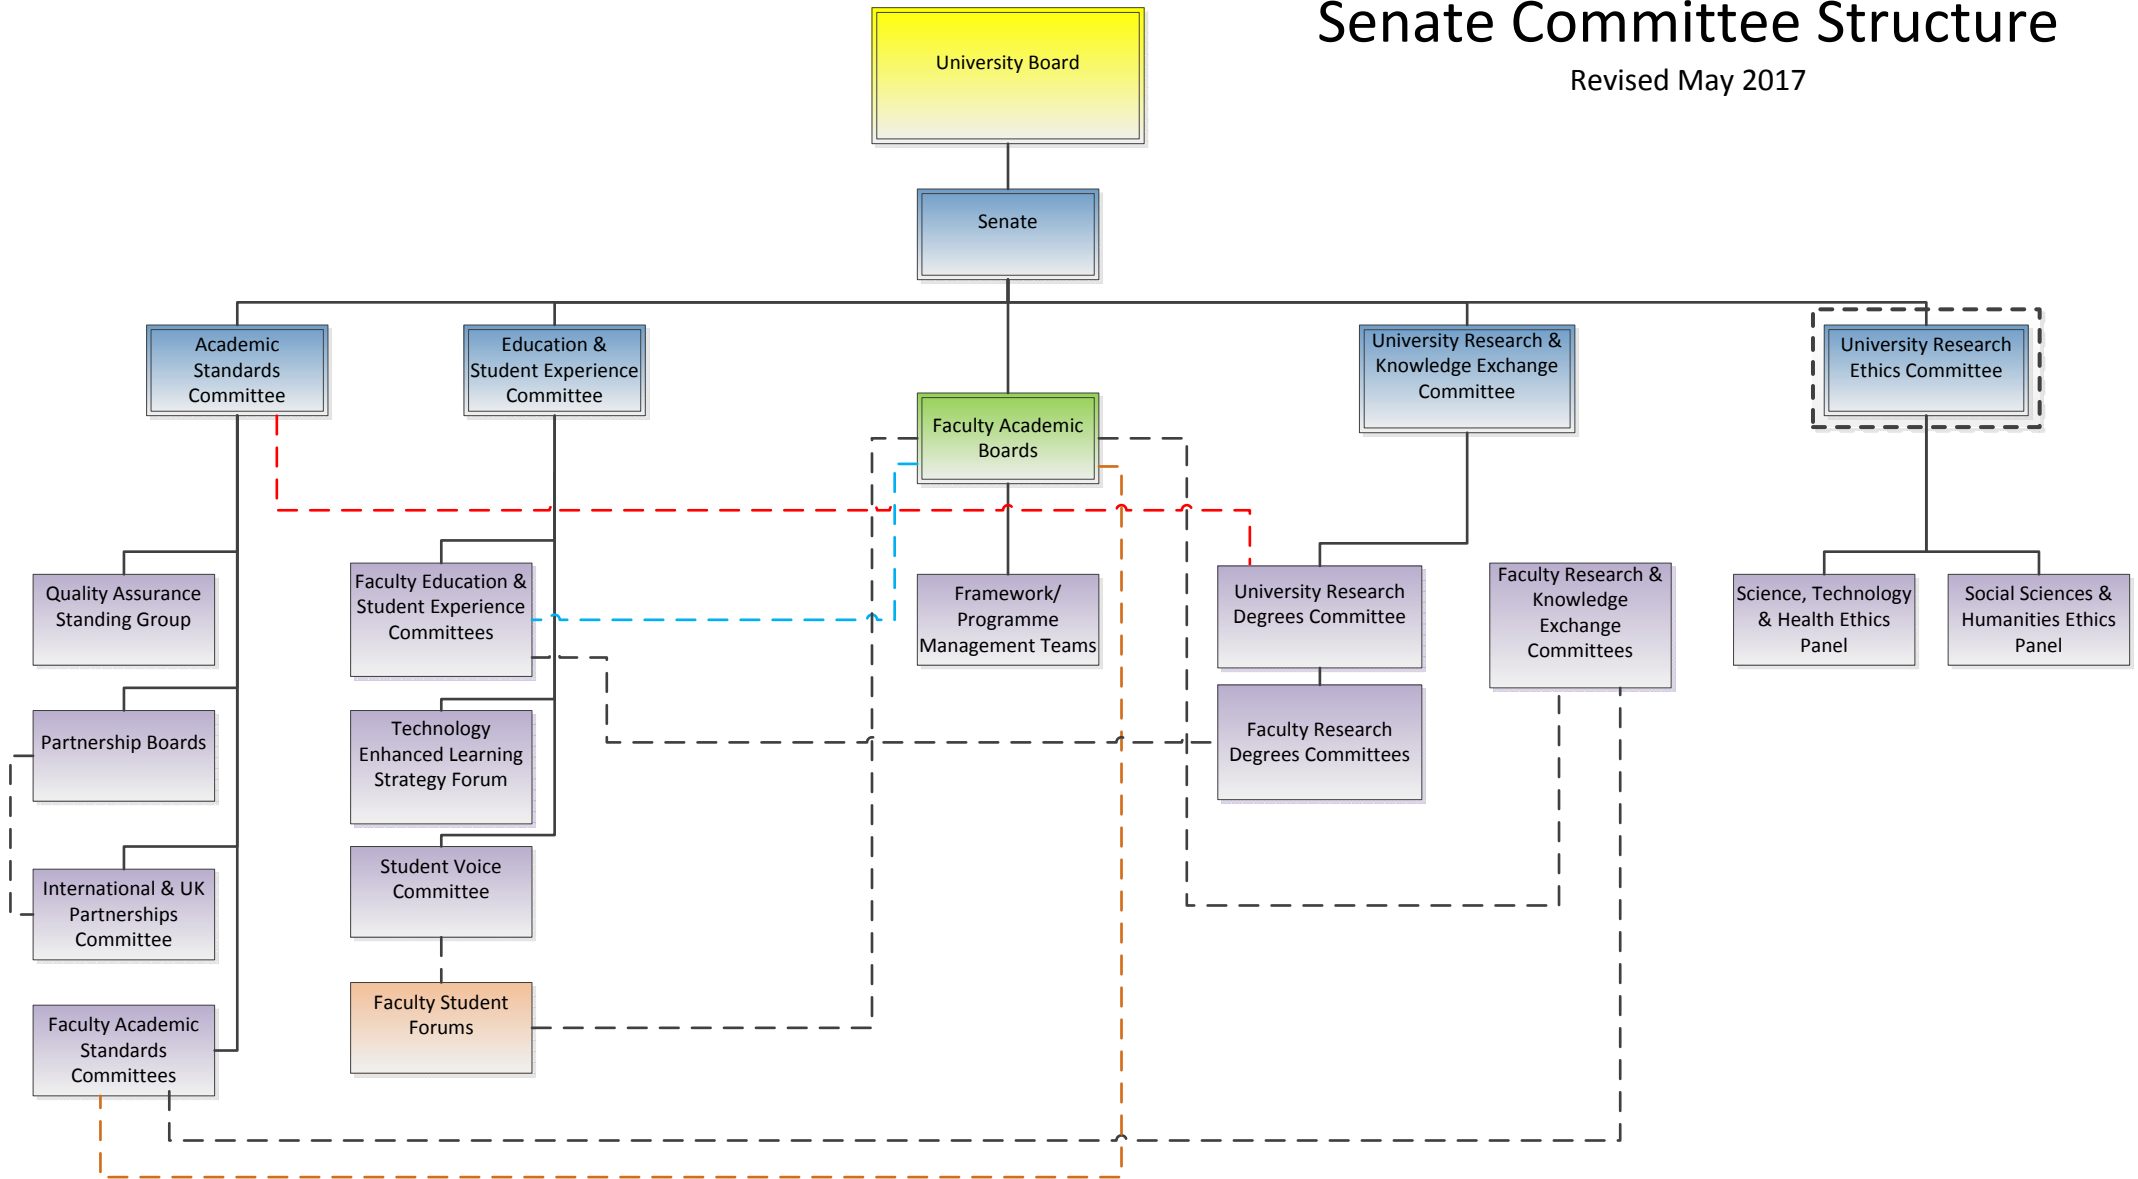 Senate Committee Structure
Revised May 2017
University Board
Senate
Academic
Standards
Committee
Education &
Student Experience
Committee
Faculty Academic
Boards
University Research &
Knowledge Exchange
Committee
University Research
Ethics Committee
Quality Assurance
Standing Group
Partnership Boards
International & UK
Partnerships
Committee
Faculty Academic
Standards
Committees
Faculty Education &
Student Experience
Committees
Technology
Enhanced Learning
Strategy Forum
Student Voice
Committee
Faculty Student
Forums
Framework/
Programme
Management Teams
University Research
Degrees Committee
Faculty Research
Degrees Committees
Faculty Research &
Knowledge
Exchange
Committees
Science, Technology
& Health Ethics
Panel
Social Sciences &
Humanities Ethics
Panel